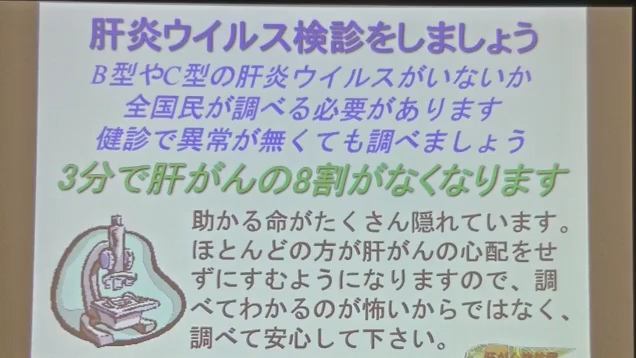 肝炎ウイルス検診をしましょう
B型やC型の肝炎ウイルスがいないか
全国民が調べる必要があります
健診で異常が無くても調べましょう
3分で肝がんの8割がなくなります
助かる命がたくさん隠れています。
ほとんどの方が肝がんの心配をせ
ずにすむようになりますので、調
べてわかるのが怖いからではなく、
調べて安心して下さい。